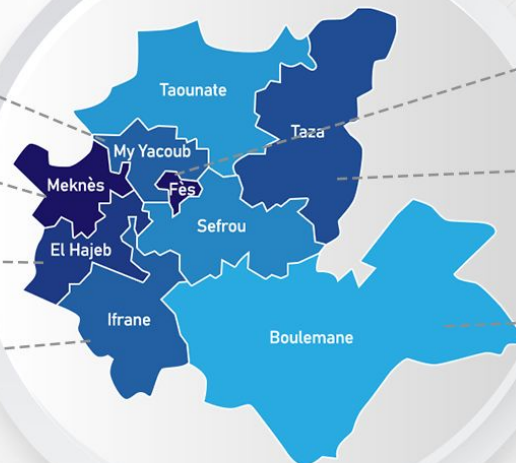 Taounate
Taza
My Yacoub
Meknès
Fès
Sefrou
El Hajeb
Ifrane
Boulemane